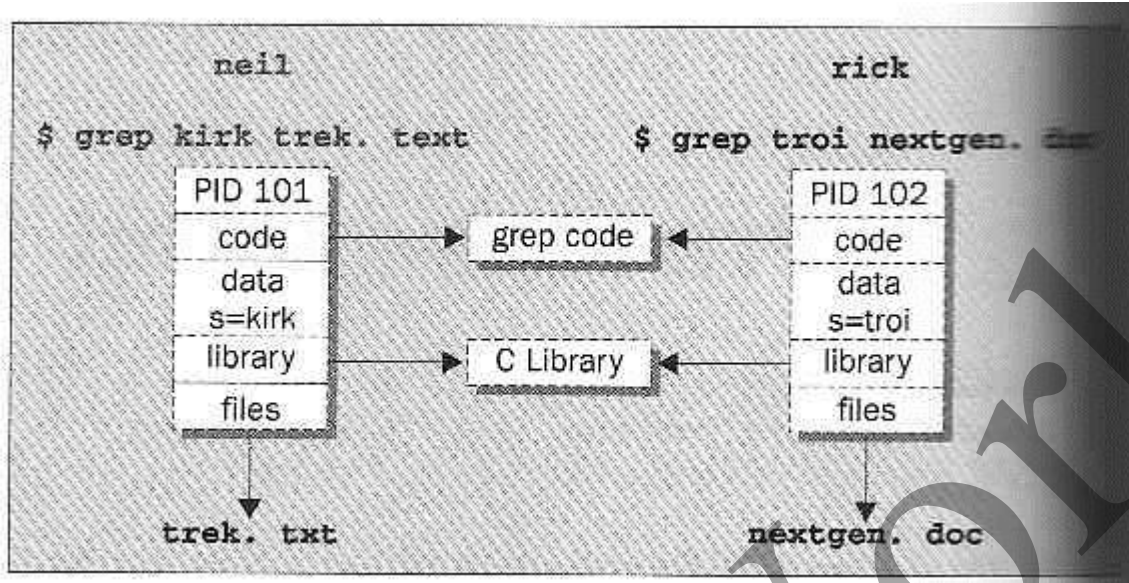 neil
$ grep kirk trek. text
PID 101
code
data
s=kirk
library
files
trek. txt
grep code
C Library
rick
$ grep troi nextgen.
PID 102
code
data
s=troi
library
files
nextgen. doc